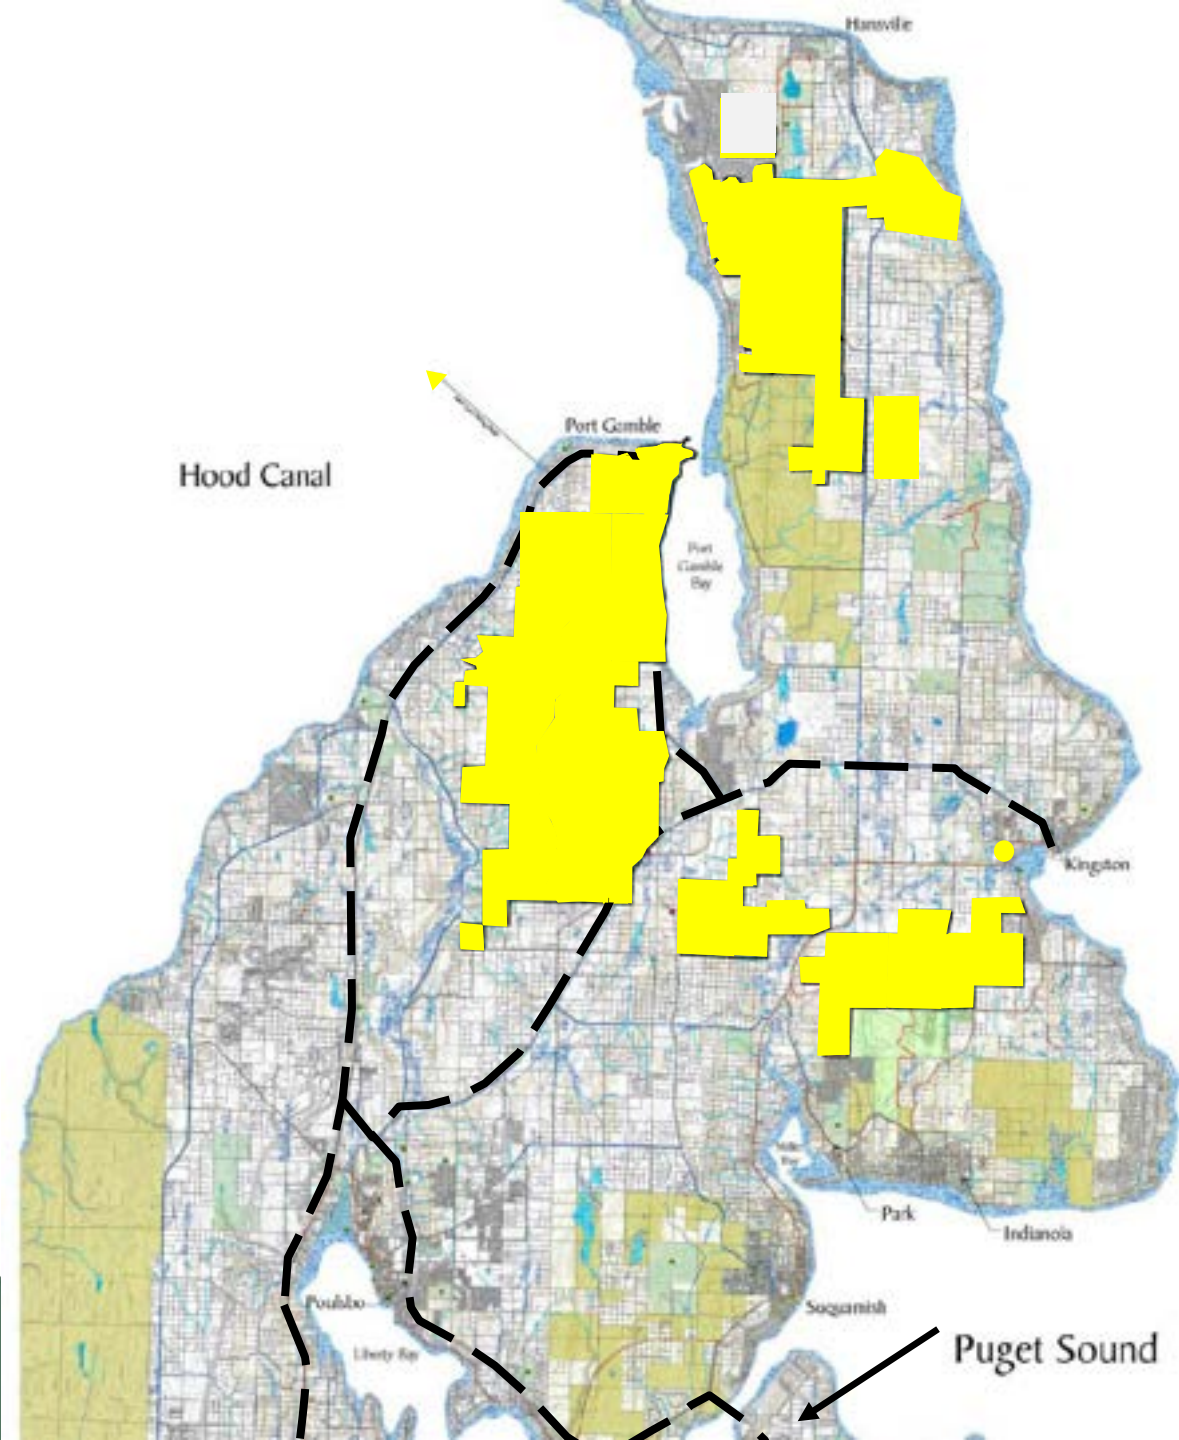 Hansville
Port Gamble
Hood Canal
Port
Gamble
Bay
Kingston
Park
Indianola
Poulsbo
Suquamish
Liberty Bay
Puget Sound